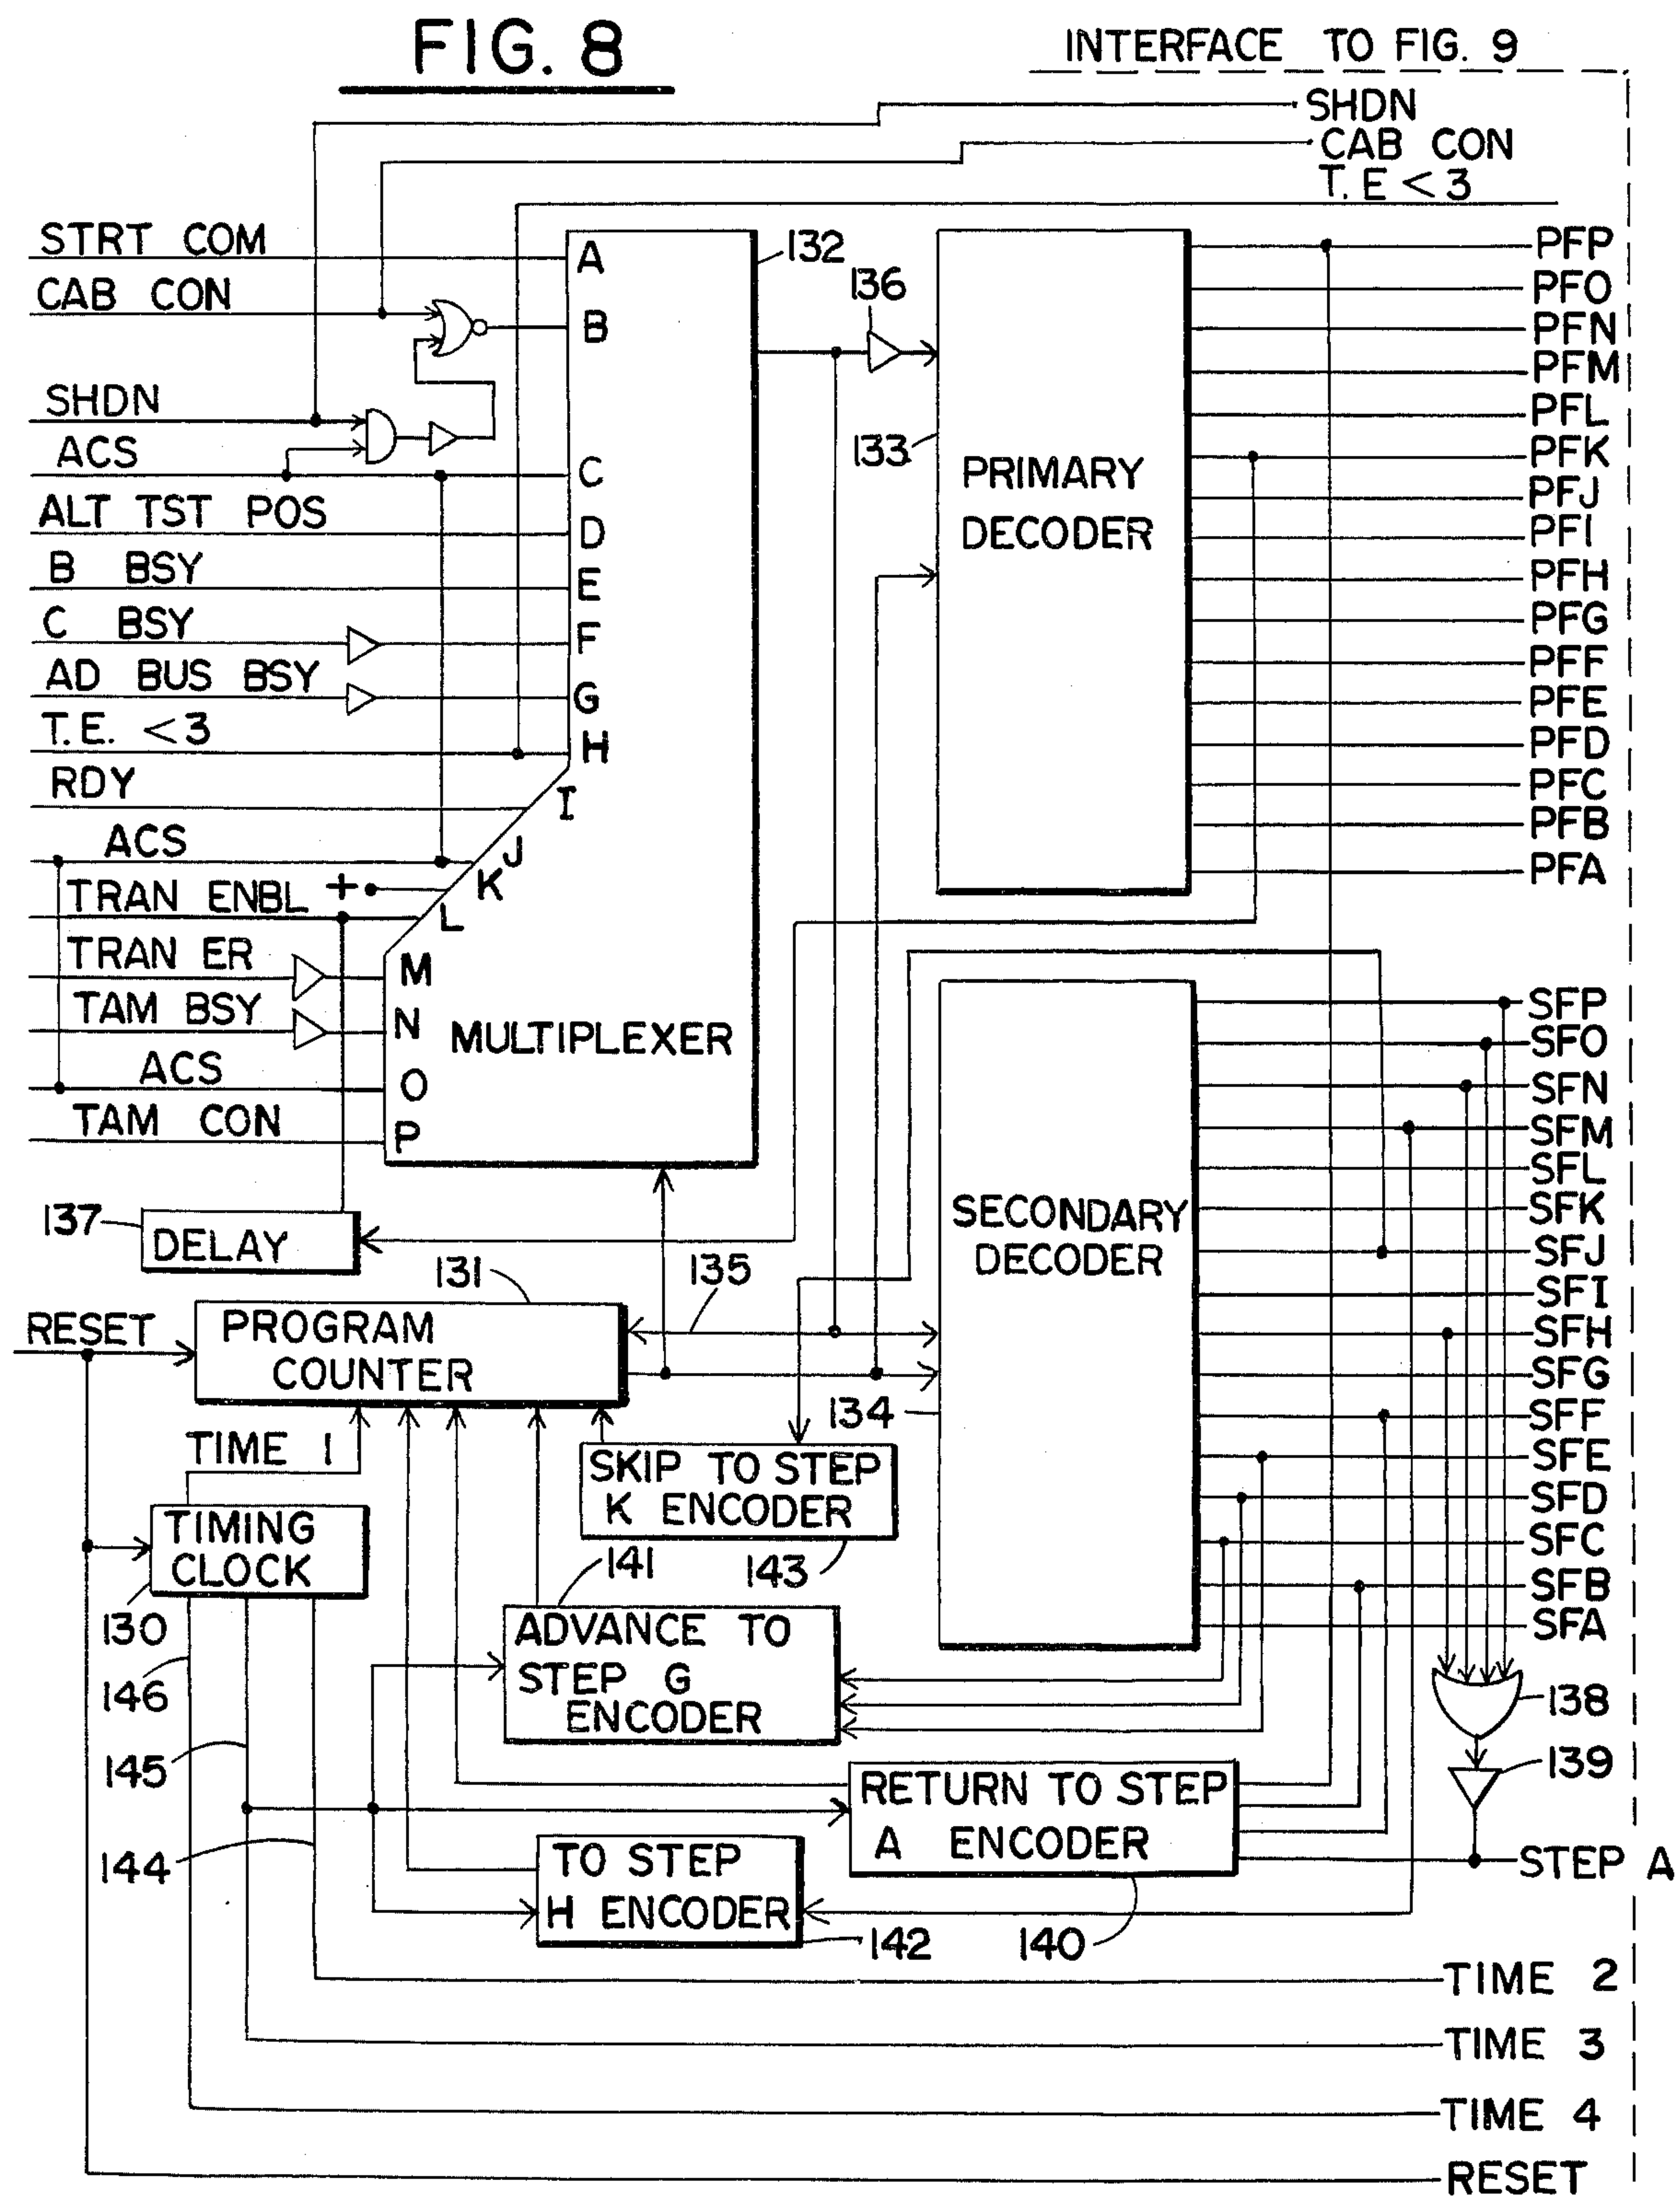 FIG. 8
INTERFACE TO FIG. 9
SHDN
CAB CON
T.E < 3
STRT COM
CAB CON
SHDN
ACS
ALT TST POS
B BSY
C BSY
AD BUS BSY
T.E. < 3
RDY
ACS
+
TRAN ENBL
TRAN ER
TAM BSY
ACS
TAM CON
A
B
C
D
E
F
G
H
I
J
K
L
M
N
O
P
MULTIPLEXER
132
136
133
PRIMARY
DECODER
PFP
PFO
PFN
PFM
PFL
PFK
PFJ
PFI
PFH
PFG
PFF
PFE
PFD
PFC
PFB
PFA
SECONDARY
DECODER
134
SFP
SFO
SFN
SFM
SFL
SFK
SFJ
SFI
SFH
SFG
SFF
SFE
SFD
SFC
SFB
SFA
137
DELAY
131
135
RESET
PROGRAM
COUNTER
TIME 1
SKIP TO STEP
K ENCODER
143
TIMING
CLOCK
130
141
ADVANCE TO
STEP G
ENCODER
146
145
144
138
139
RETURN TO STEP
A ENCODER
140
TO STEP
H ENCODER
142
STEP A
TIME 2
TIME 3
TIME 4
RESET